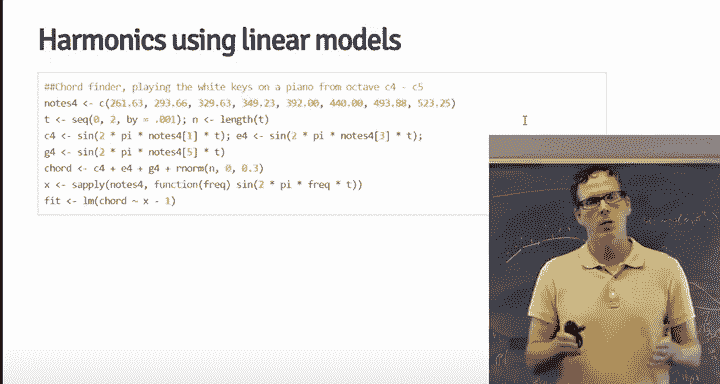 Harmonics using linear models
##Chord finder, playing the white keys on a piano from octave c4 - c5
notes4 <- c(261.63, 293.66, 329.63, 349.23, 392.00, 440.00, 493.88, 523.25)
t <- seq(0, 2, by = .001); n <- length(t)
c4 <- sin(2 * pi * notes4[1] * t); e4 <- sin(2 * pi * notes4[3] * t);
g4 <- sin(2 * pi * notes4[5] * t)
chord <- c4 + e4 + g4 + rnorm(n, 0, 0.3)
x <- sapply(notes4, function(freq) sin(2 * pi * freq * t))
fit <- lm(chord ~ x - 1)